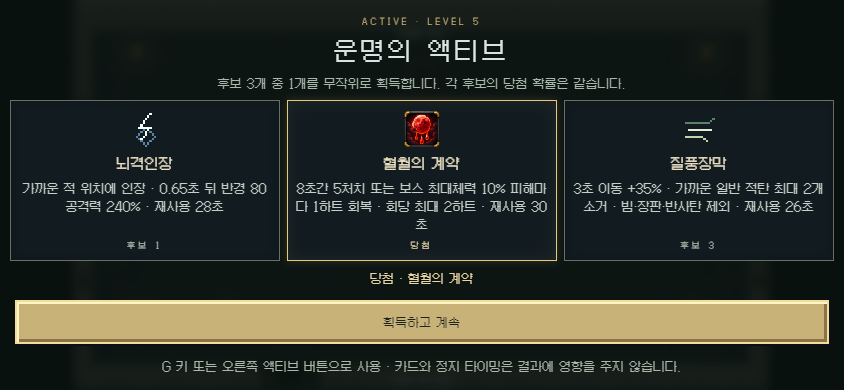 ACTIVE · LEVEL 5
운명의 액티브
후보 3개 중 1개를 무작위로 획득합니다. 각 후보의 당첨 확률은 같습니다.
뇌격인장
가까운 적 위치에 인장 · 0.65초 뒤 반경 80
공격력 240% · 재사용 28초
후보 1
혈월의 계약
8초간 5처치 또는 보스 최대체력 10% 피해마
다 1하트 회복 · 회당 최대 2하트 · 재사용 30
초
당첨
질풍장막
3초 이동 +35% · 가까운 일반 적탄 최대 2개
소거 · 빔·장판·반사탄 제외 · 재사용 26초
후보 3
당첨 · 혈월의 계약
획득하고 계속
G 키 또는 오른쪽 액티브 버튼으로 사용 · 카드와 정지 타이밍은 결과에 영향을 주지 않습니다.